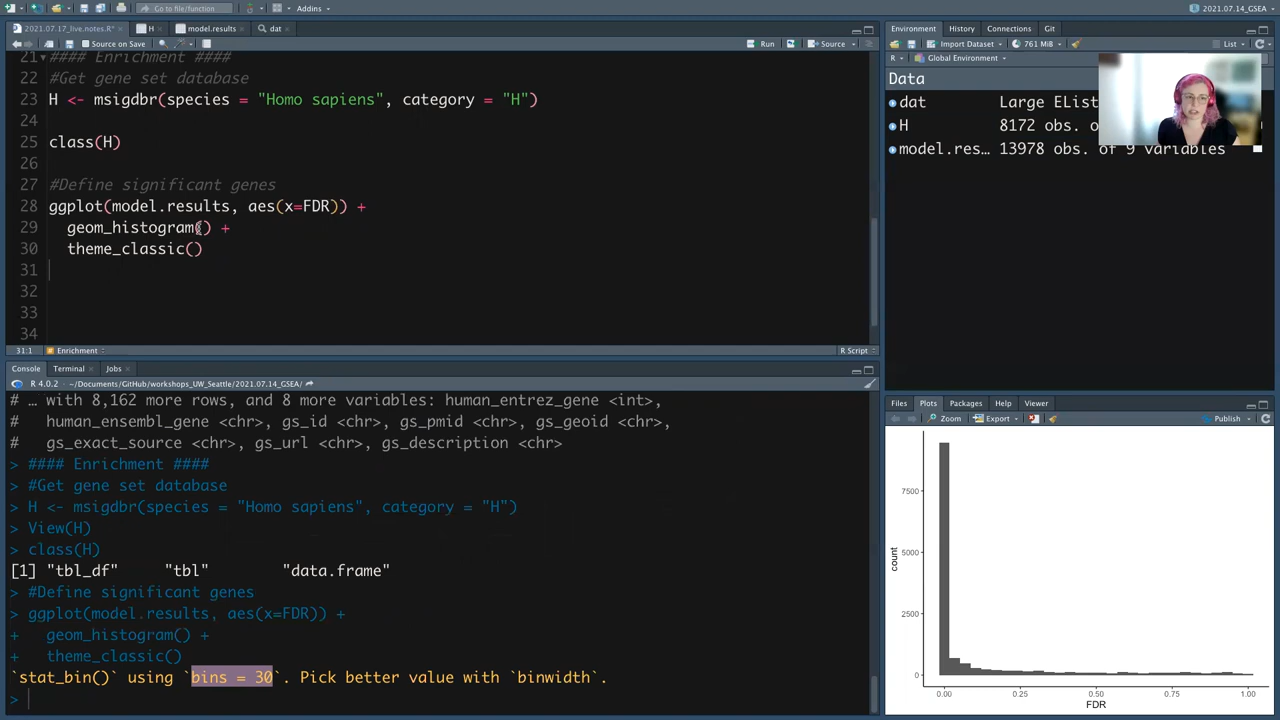 Go to file/function
Addins
2021.07.14_GSEA
2021.07.17_live.notes.R*
H
model.results
dat
Source on Save
Run
Source
21 #### Enrichment ####
22 #Get gene set database
23 H <- msigdbr(species = "Homo sapiens", category = "H")
24
25 class(H)
26
27 #Define significant genes
28 ggplot(model.results, aes(x=FDR)) +
29 geom_histogram() +
30 theme_classic()
31
32
33
34
31:1
Enrichment
R Script
Console
Terminal
Jobs
R 4.0.2 · ~/Documents/GitHub/workshops_UW_Seattle/2021.07.14_GSEA/
# … with 8,162 more rows, and 8 more variables: human_entrez_gene <int>,
# human_ensembl_gene <chr>, gs_id <chr>, gs_pmid <chr>, gs_geoid <chr>,
# gs_exact_source <chr>, gs_url <chr>, gs_description <chr>
> #### Enrichment ####
> #Get gene set database
> H <- msigdbr(species = "Homo sapiens", category = "H")
> View(H)
> class(H)
[1] "tbl_df" "tbl" "data.frame"
> #Define significant genes
> ggplot(model.results, aes(x=FDR)) +
+ geom_histogram() +
+ theme_classic()
`stat_bin()` using `bins = 30`. Pick better value with `binwidth`.
>
Environment
History
Connections
Git
Import Dataset
761 MiB
List
R
Global Environment
Data
dat Large EList
H 8172 obs. o
model.res… 13978 obs. of 9 variables
Files
Plots
Packages
Help
Viewer
Zoom
Export
Publish
7500
5000
2500
0
count
0.00
0.25
0.50
0.75
1.00
FDR